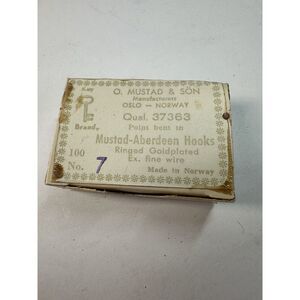 O. MUSTAD & SÖN
Manufacturers
OSLO — NORWAY
Key
Brand.
Qual. 37363
Point bent in
Mustad-Aberdeen Hooks
Ringed Goldplated
Ex. fine wire
100
No. 7
Made in Norway